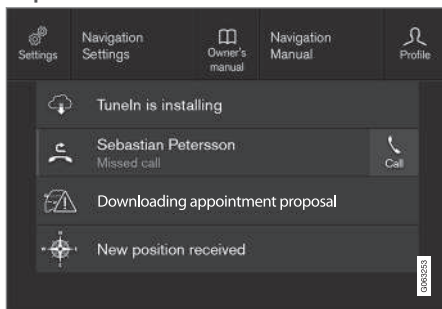 Settings
Navigation
Settings
Owner's
manual
Navigation
Manual
Profile
TuneIn is installing
Sebastian Petersson
Missed call
Call
Downloading appointment proposal
New position received
G063253